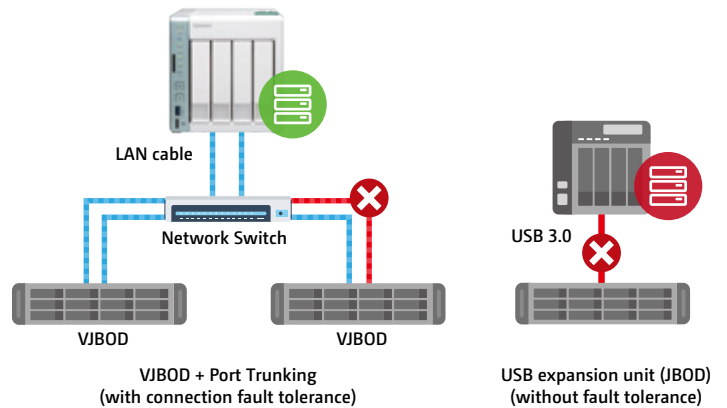 LAN cable
Network Switch
VJBOD
VJBOD
VJBOD + Port Trunking
(with connection fault tolerance)
USB 3.0
USB expansion unit (JBOD)
(without fault tolerance)